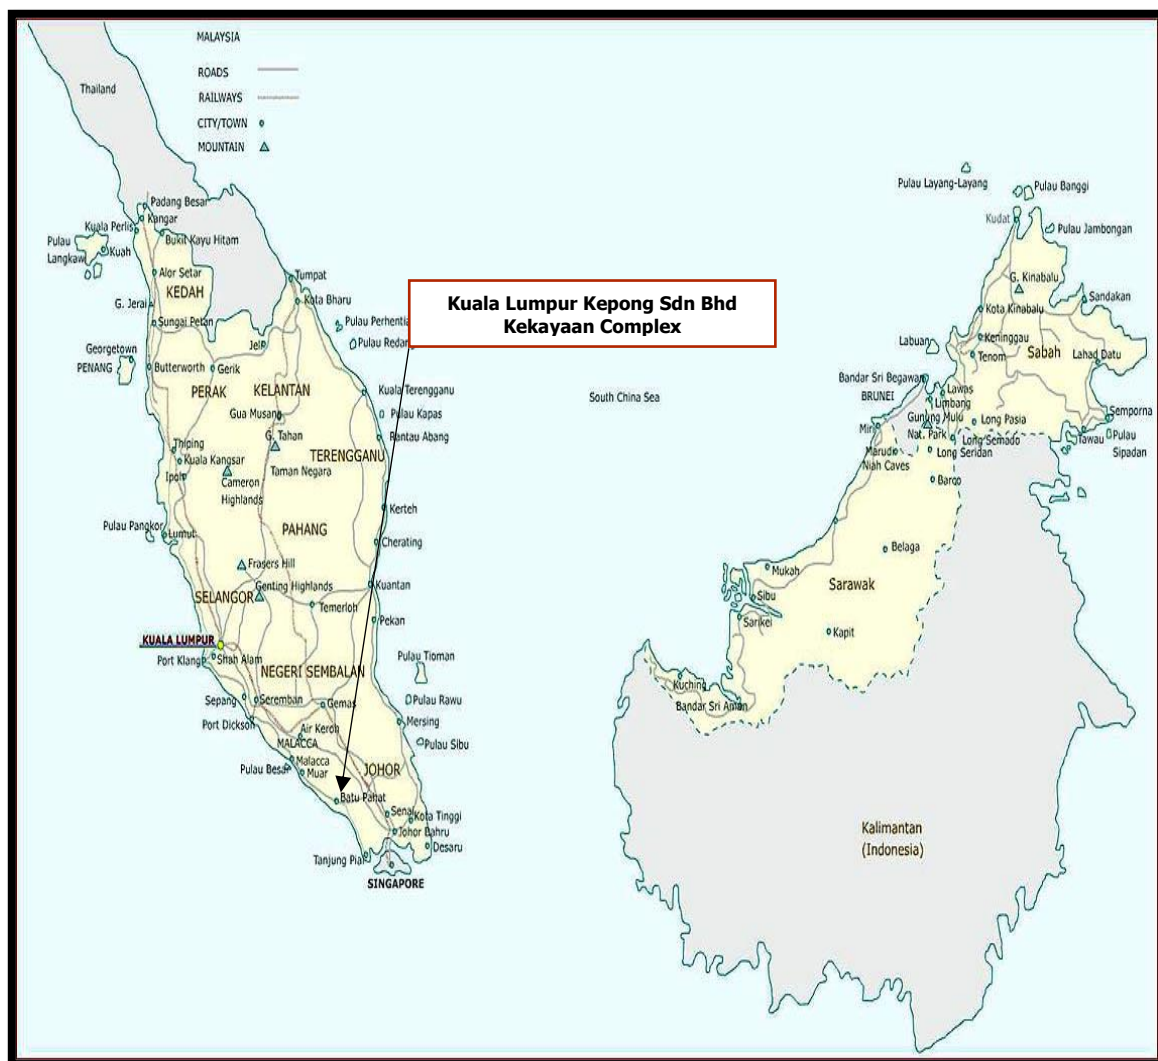 MALAYSIA
ROADS
RAILWAYS
CITY/TOWN
MOUNTAIN
Thailand
Padang Besar
Kangar
Kuala Perlis
Bukit Kayu Hitam
Pulau
Langkaw
Kuah
Alor Setar
KEDAH
G. Jerai
Sungai Petan
Georgetown
PENANG
Butterworth
Gerik
PERAK
KELANTAN
Jeli
Tumpat
Kota Bharu
Pulau Perhentia
Pulau Redan
Kuala Lumpur Kepong Sdn Bhd
Kekayaan Complex
Kuala Terengganu
Gua Musang
Pulau Kapas
G. Tahan
Rantau Abang
TERENGGANU
Thiping
Kuala Kangsar
Ipoh
Cameron
Highlands
Taman Negara
Kerteh
PAHANG
Pulau Pangkor
Lumut
Cherating
Frasers Hill
Genting Highlands
Kuantan
SELANGOR
Temerloh
Pekan
KUALA LUMPUR
Port Klang
Shah Alam
NEGERI SEMBALAN
Pulau Tioman
Sepang
Seremban
Gemas
Pulau Rawu
Port Dickson
Mersing
Air Keroh
MALACCA
Pulau Sibu
Malacca
Pulau Besar
Muar
JOHOR
Batu Pahat
Senai
Kota Tinggi
Johor Bahru
Desaru
Tanjung Piai
SINGAPORE
South China Sea
Pulau Layang-Layang
Pulau Banggi
Kudat
Pulau Jambongan
G. Kinabalu
Sandakan
Kota Kinabalu
Labuan
Keninggau
Tenom
Sabah
Lahad Datu
Bandar Sri Begawan
BRUNEI
Lawas
Limbang
Gunung Mulu
Nat. Park
Long Pasia
Semporna
Miri
Long Semado
Tawau
Pulau
Sipadan
Marudi
Niah Caves
Long Seridan
Bareo
Belaga
Mukah
Sarawak
Sibu
Sarikei
Kapit
Kuching
Bandar Sri Aman
Kalimantan
(Indonesia)